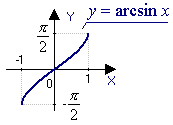 Y
y = arcsin x
π/2
-1
0
1
X
-π/2